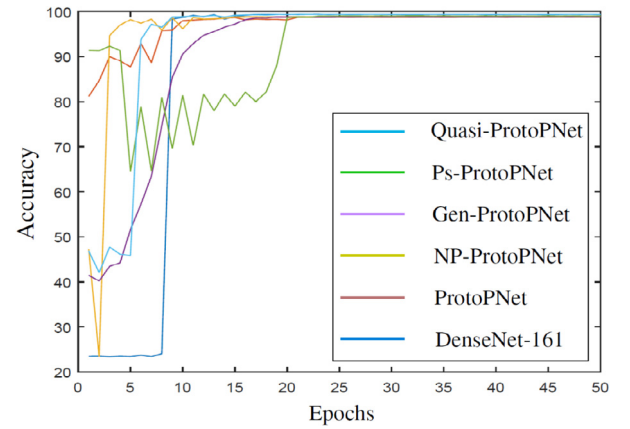 100
90
80
70
60
50
40
30
20
Accuracy
Quasi-ProtoPNet
Ps-ProtoPNet
Gen-ProtoPNet
NP-ProtoPNet
ProtoPNet
DenseNet-161
0 5 10 15 20 25 30 35 40 45 50
Epochs